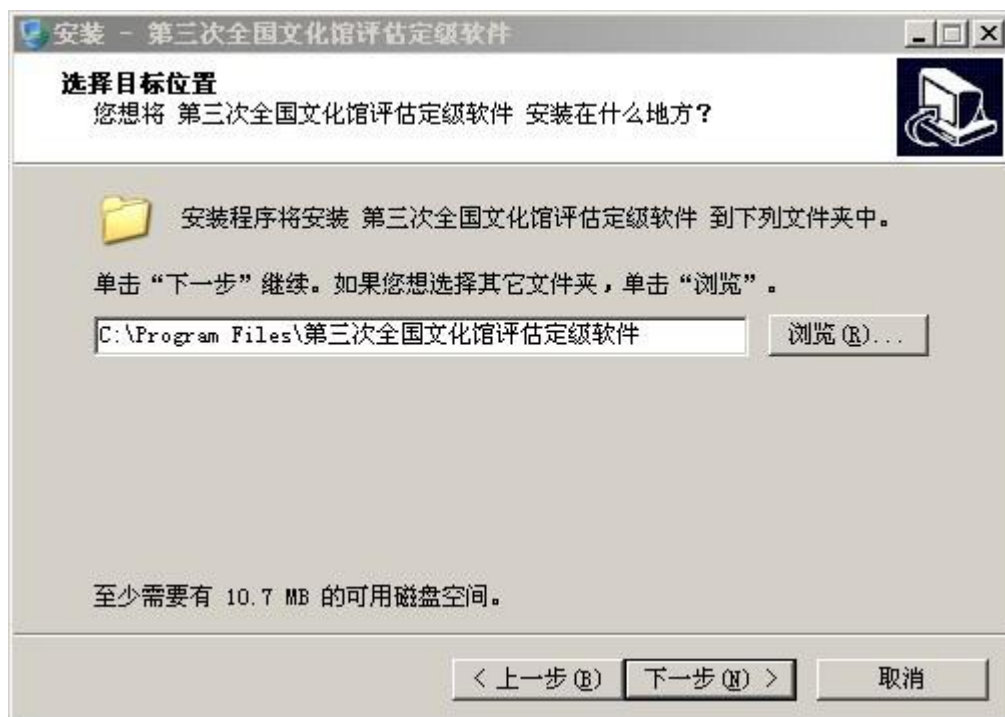 安装 - 第三次全国文化馆评估定级软件
选择目标位置
您想将 第三次全国文化馆评估定级软件 安装在什么地方?
安装程序将安装 第三次全国文化馆评估定级软件 到下列文件夹中。
单击“下一步”继续。如果您想选择其它文件夹，单击“浏览”。
C:\Program Files\第三次全国文化馆评估定级软件
浏览(R)...
至少需要有 10.7 MB 的可用磁盘空间。
< 上一步(B)
下一步(N) >
取消